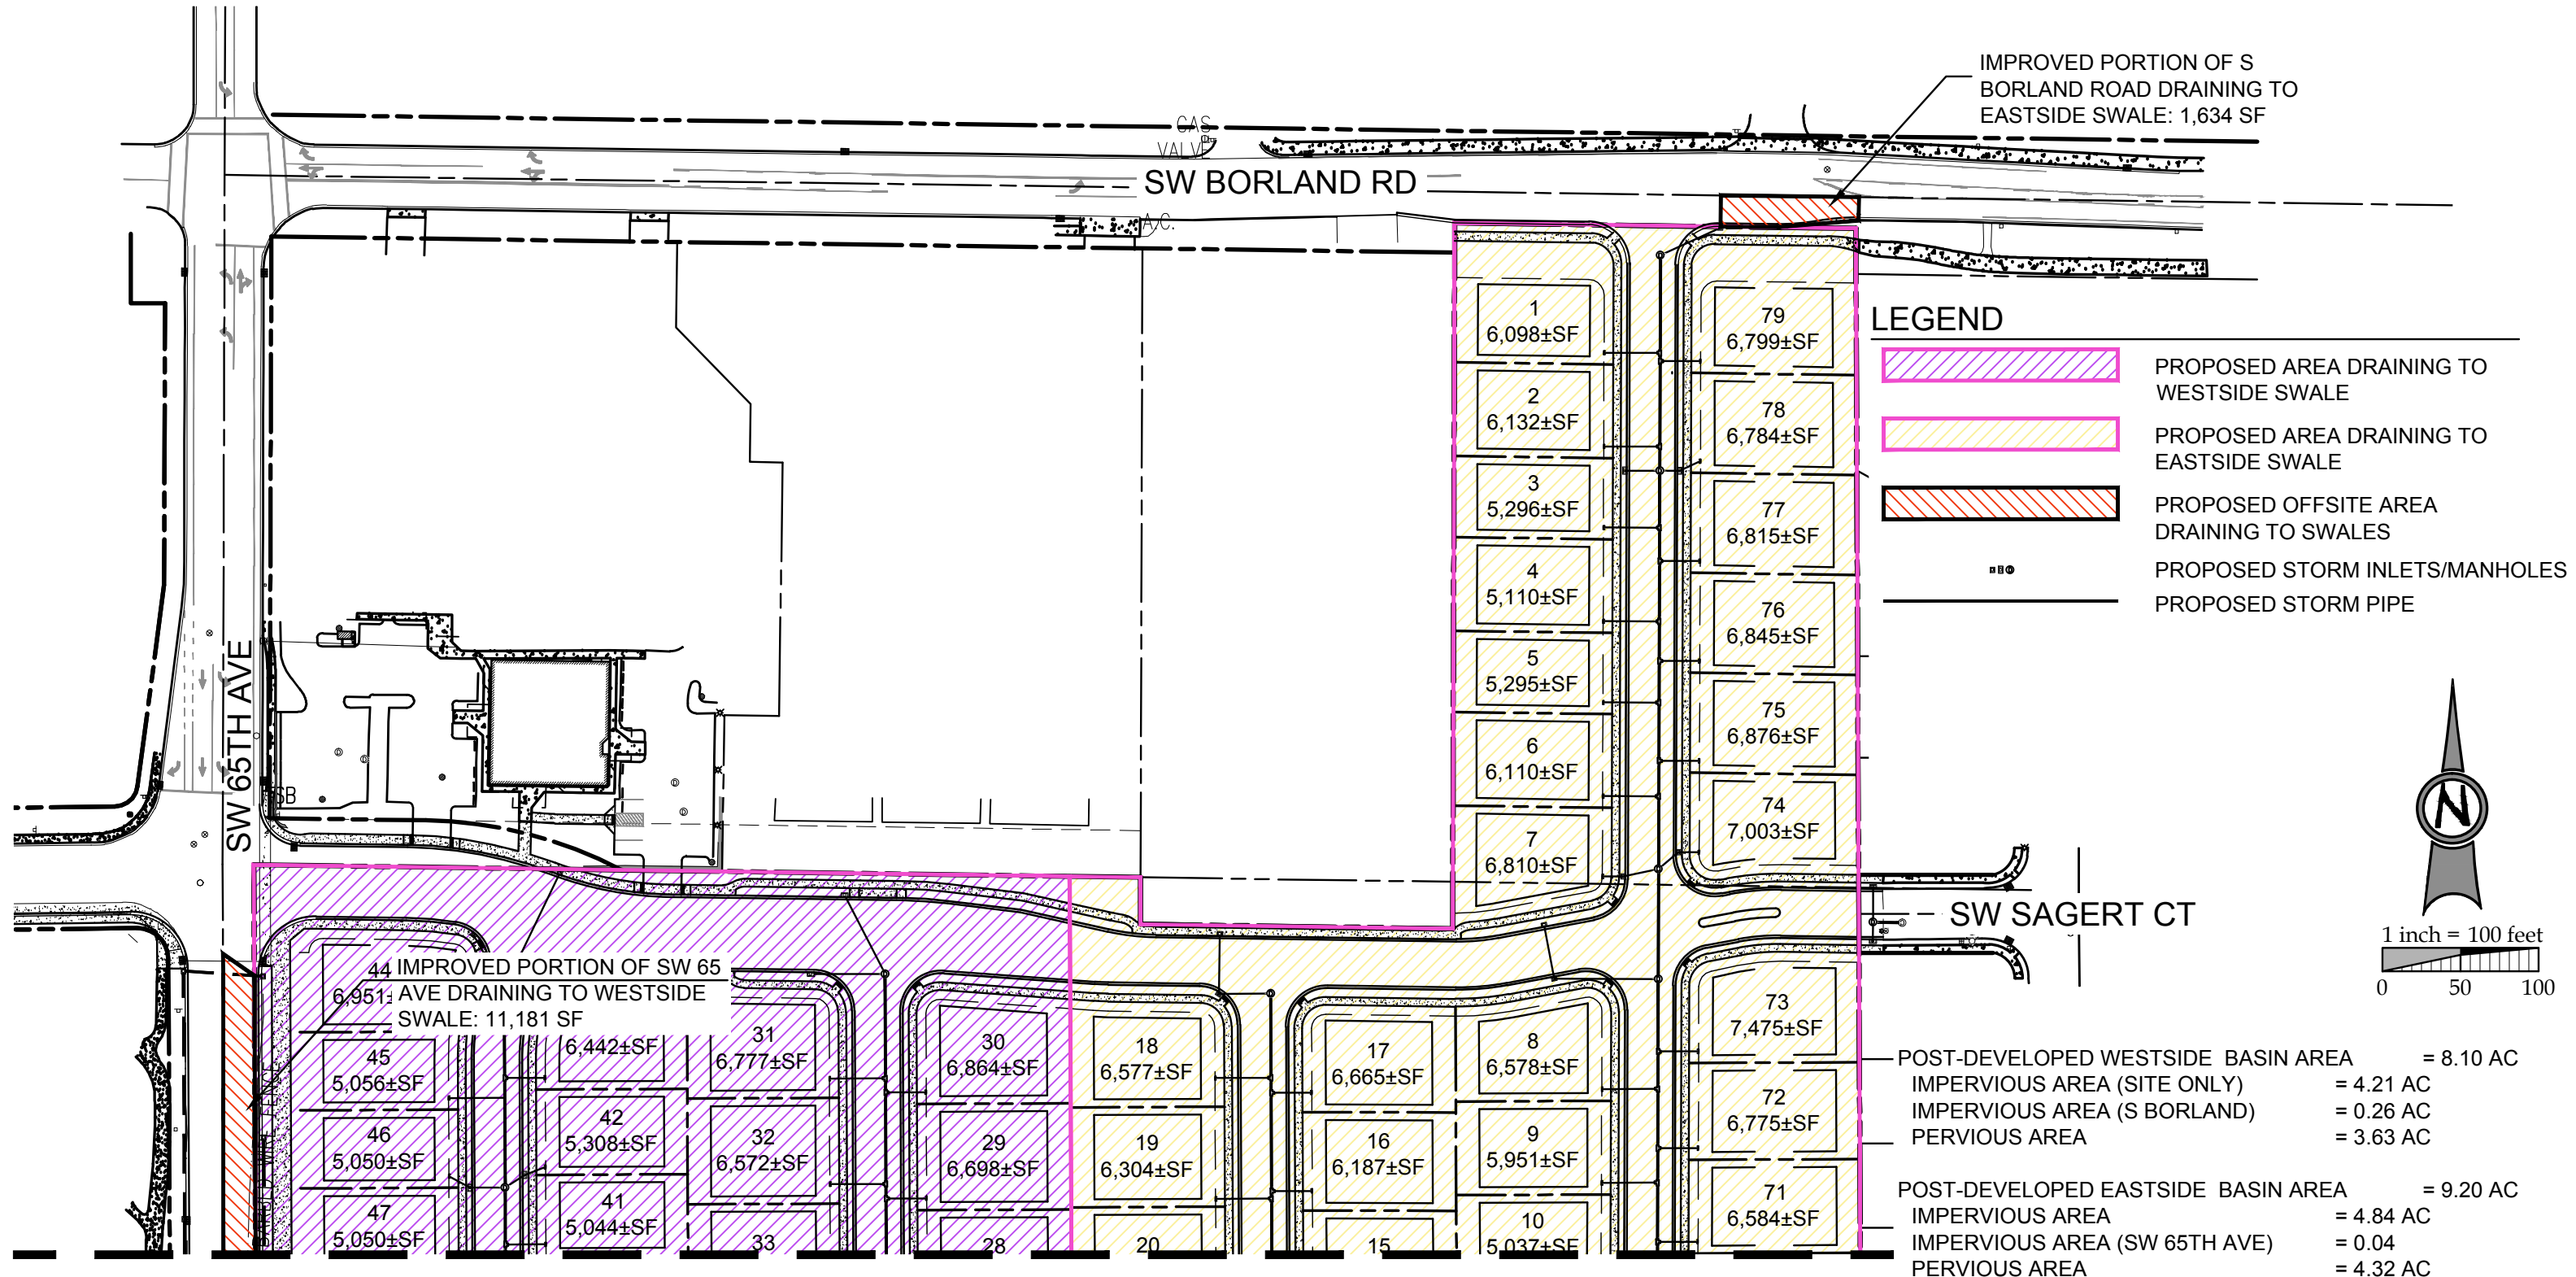 IMPROVED PORTION OF S
BORLAND ROAD DRAINING TO
EASTSIDE SWALE: 1,634 SF
GAS
VALVE
SW BORLAND RD
A.C.
LEGEND
PROPOSED AREA DRAINING TO
WESTSIDE SWALE
PROPOSED AREA DRAINING TO
EASTSIDE SWALE
PROPOSED OFFSITE AREA
DRAINING TO SWALES
PROPOSED STORM INLETS/MANHOLES
PROPOSED STORM PIPE
1
6,098±SF
2
6,132±SF
3
5,296±SF
4
5,110±SF
5
5,295±SF
6
6,110±SF
7
6,810±SF
79
6,799±SF
78
6,784±SF
77
6,815±SF
76
6,845±SF
75
6,876±SF
74
7,003±SF
SW 65TH AVE
SB
N
1 inch = 100 feet
0 50 100
SW SAGERT CT
44
6,951±
IMPROVED PORTION OF SW 65
AVE DRAINING TO WESTSIDE
SWALE: 11,181 SF
45
5,056±SF
46
5,050±SF
47
5,050±SF
6,442±SF
42
5,308±SF
41
5,044±SF
31
6,777±SF
32
6,572±SF
33
30
6,864±SF
29
6,698±SF
28
18
6,577±SF
19
6,304±SF
20
17
6,665±SF
16
6,187±SF
15
8
6,578±SF
9
5,951±SF
10
5,037±SF
73
7,475±SF
72
6,775±SF
71
6,584±SF
WIRE FENCE
POST-DEVELOPED WESTSIDE BASIN AREA = 8.10 AC
IMPERVIOUS AREA (SITE ONLY) = 4.21 AC
IMPERVIOUS AREA (S BORLAND) = 0.26 AC
PERVIOUS AREA = 3.63 AC
POST-DEVELOPED EASTSIDE BASIN AREA = 9.20 AC
IMPERVIOUS AREA = 4.84 AC
IMPERVIOUS AREA (SW 65TH AVE) = 0.04
PERVIOUS AREA = 4.32 AC